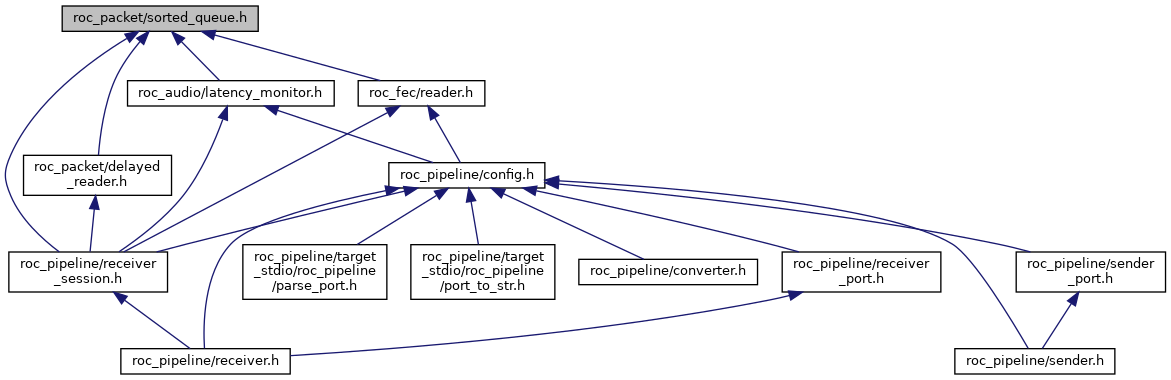 roc_packet/sorted_queue.h
roc_audio/latency_monitor.h
roc_fec/reader.h
roc_packet/delayed
_reader.h
roc_pipeline/config.h
roc_pipeline/receiver
_session.h
roc_pipeline/target
_stdio/roc_pipeline
/parse_port.h
roc_pipeline/target
_stdio/roc_pipeline
/port_to_str.h
roc_pipeline/converter.h
roc_pipeline/receiver
_port.h
roc_pipeline/sender
_port.h
roc_pipeline/receiver.h
roc_pipeline/sender.h